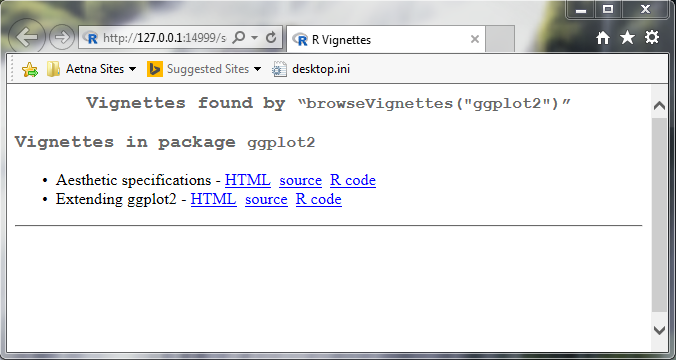 http://127.0.0.1:14999/s
R Vignettes
Aetna Sites
Suggested Sites
desktop.ini
Vignettes found by “browseVignettes("ggplot2")”
Vignettes in package ggplot2
• Aesthetic specifications - HTML source R code
• Extending ggplot2 - HTML source R code